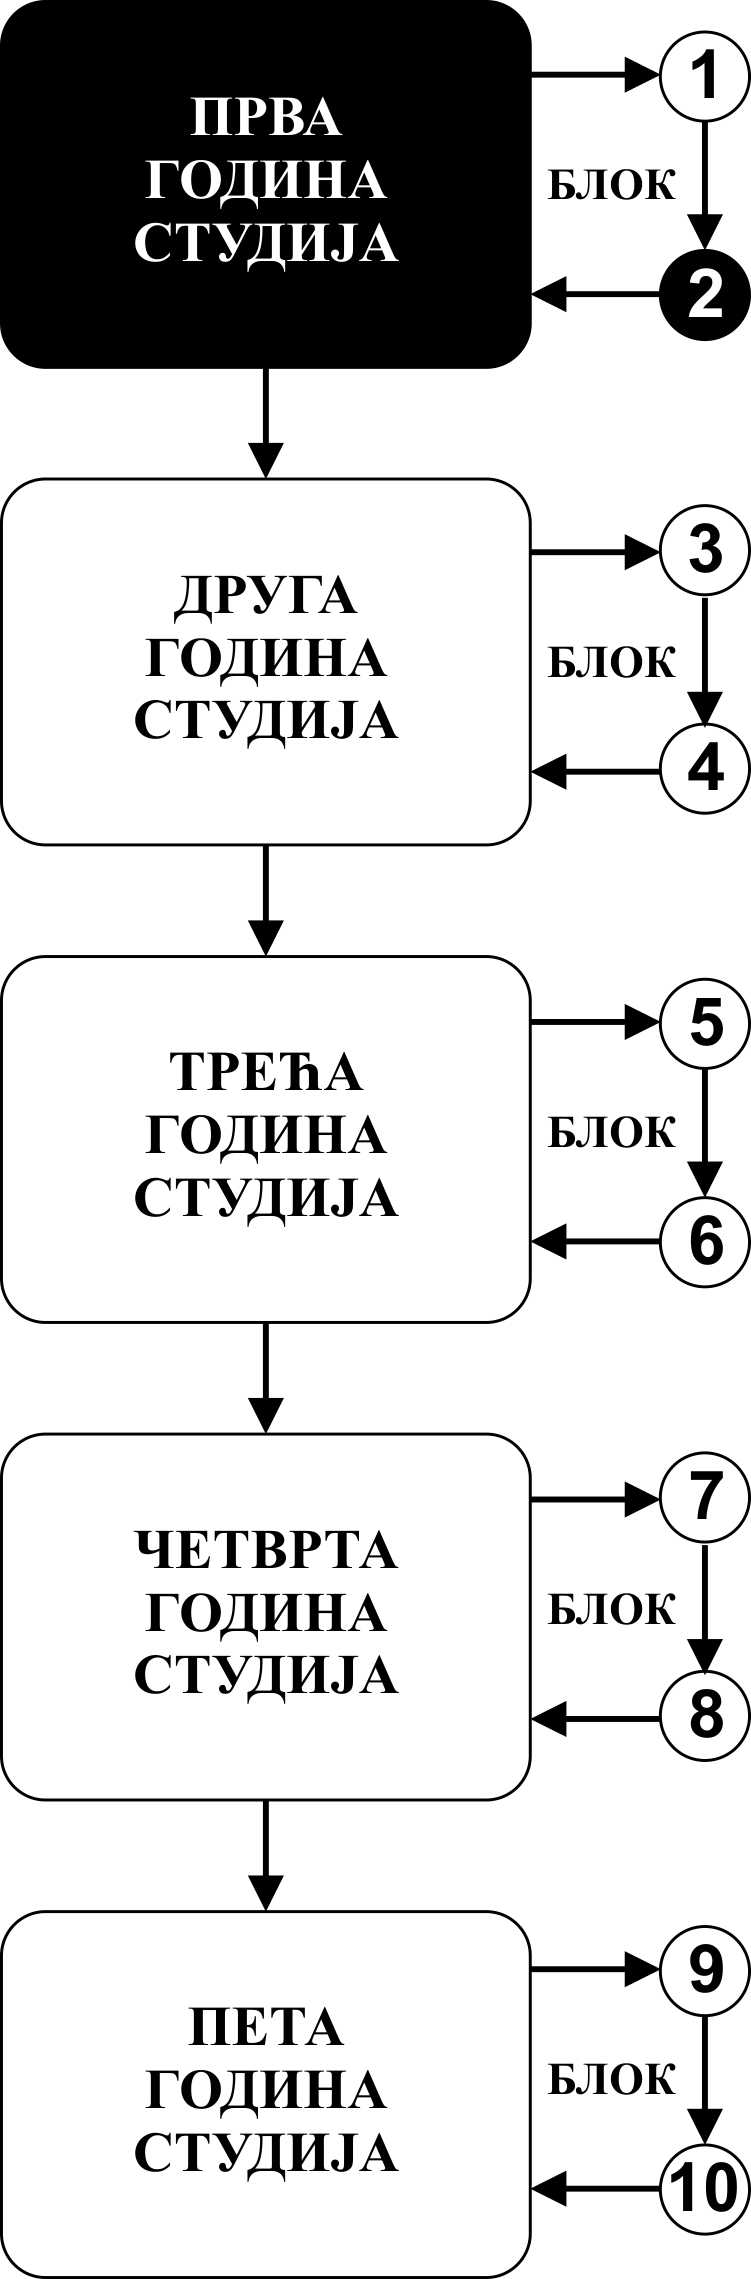 ПРВА
ГОДИНА
СТУДИЈА
1
БЛОК
2
ДРУГА
ГОДИНА
СТУДИЈА
3
БЛОК
4
ТРЕЋА
ГОДИНА
СТУДИЈА
5
БЛОК
6
ЧЕТВРТА
ГОДИНА
СТУДИЈА
7
БЛОК
8
ПЕТА
ГОДИНА
СТУДИЈА
9
БЛОК
10